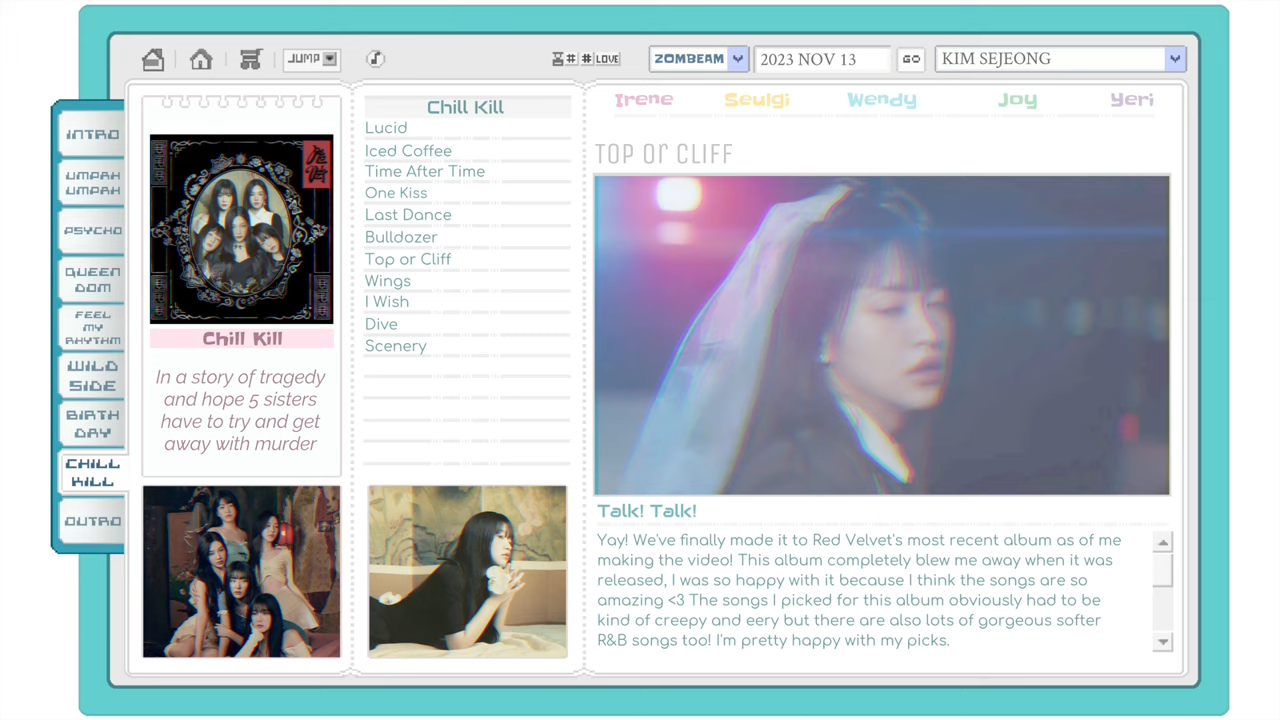 JUMP
# # LOVE
ZOMBEAM
2023 NOV 13
GO
KIM SEJEONG
INTRO
UMPAH
UMPAH
PSYCHO
QUEEN
DOM
FEEL
MY
RHYTHM
WILD
SIDE
BIRTH
DAY
CHILL
KILL
OUTRO
Chill Kill
In a story of tragedy
and hope 5 sisters
have to try and get
away with murder
Chill Kill
Lucid
Iced Coffee
Time After Time
One Kiss
Last Dance
Bulldozer
Top or Cliff
Wings
I Wish
Dive
Scenery
Irene Seulgi Wendy Joy Yeri
TOP Or CLIFF
Talk! Talk!
Yay! We've finally made it to Red Velvet's most recent album as of me
making the video! This album completely blew me away when it was
released, I was so happy with it because I think the songs are so
amazing <3 The songs I picked for this album obviously had to be
kind of creepy and eery but there are also lots of gorgeous softer
R&B songs too! I'm pretty happy with my picks.